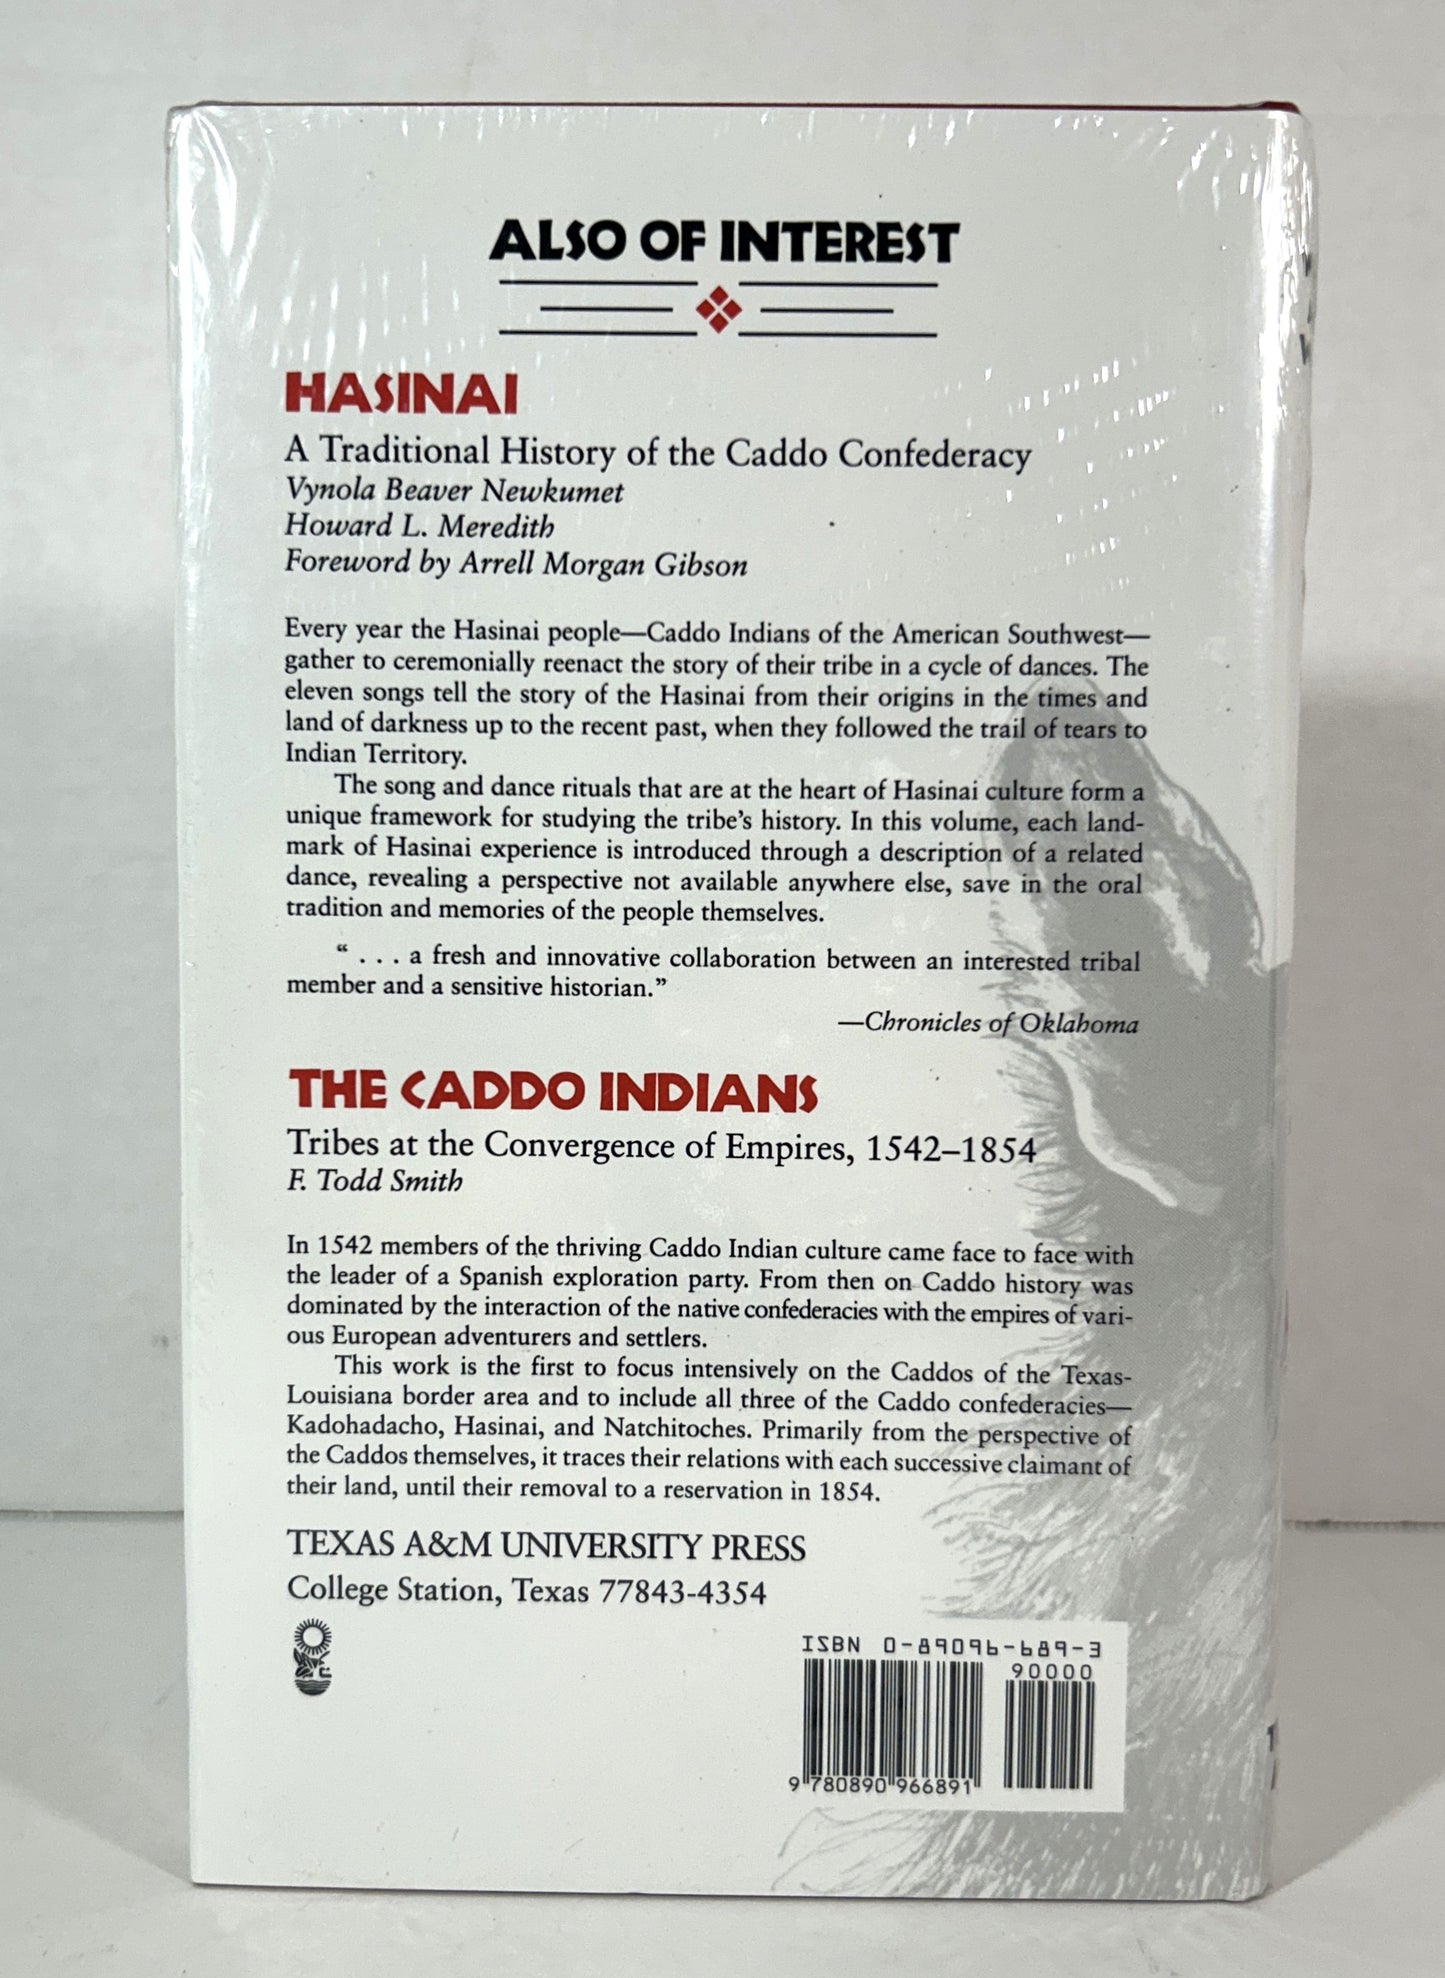 ALSO OF INTEREST
HASINAI
A Traditional History of the Caddo Confederacy
Vynola Beaver Newkumet
Howard L. Meredith
Foreword by Arrell Morgan Gibson
Every year the Hasinai people—Caddo Indians of the American Southwest—
gather to ceremonially reenact the story of their tribe in a cycle of dances. The
eleven songs tell the story of the Hasinai from their origins in the times and
land of darkness up to the recent past, when they followed the trail of tears to
Indian Territory.
The song and dance rituals that are at the heart of Hasinai culture form a
unique framework for studying the tribe's history. In this volume, each land-
mark of Hasinai experience is introduced through a description of a related
dance, revealing a perspective not available anywhere else, save in the oral
tradition and memories of the people themselves.
“ . . . a fresh and innovative collaboration between an interested tribal
member and a sensitive historian.”
—Chronicles of Oklahoma
THE CADDO INDIANS
Tribes at the Convergence of Empires, 1542–1854
F. Todd Smith
In 1542 members of the thriving Caddo Indian culture came face to face with
the leader of a Spanish exploration party. From then on Caddo history was
dominated by the interaction of the native confederacies with the empires of vari-
ous European adventurers and settlers.
This work is the first to focus intensively on the Caddos of the Texas-
Louisiana border area and to include all three of the Caddo confederacies—
Kadohadacho, Hasinai, and Natchitoches. Primarily from the perspective of
the Caddos themselves, it traces their relations with each successive claimant of
their land, until their removal to a reservation in 1854.
TEXAS A&M UNIVERSITY PRESS
College Station, Texas 77843-4354
ISBN 0-89096-689-3
90000
9 780890 966891